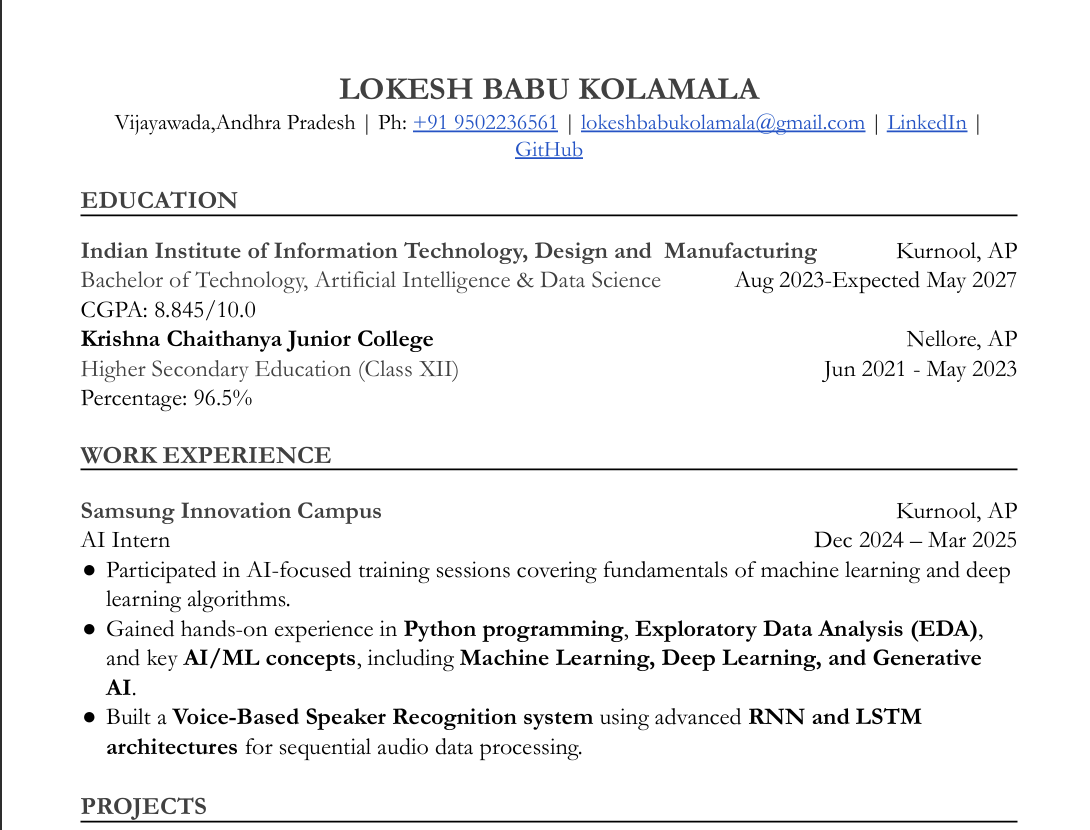 LOKESH BABU KOLAMALA
Vijayawada,Andhra Pradesh | Ph: +91 9502236561 | lokeshbabukolamala@gmail.com | LinkedIn |
GitHub
EDUCATION
Indian Institute of Information Technology, Design and Manufacturing Kurnool, AP
Bachelor of Technology, Artificial Intelligence & Data Science Aug 2023-Expected May 2027
CGPA: 8.845/10.0
Krishna Chaithanya Junior College Nellore, AP
Higher Secondary Education (Class XII) Jun 2021 - May 2023
Percentage: 96.5%
WORK EXPERIENCE
Samsung Innovation Campus Kurnool, AP
AI Intern Dec 2024 – Mar 2025
● Participated in AI-focused training sessions covering fundamentals of machine learning and deep
learning algorithms.
● Gained hands-on experience in Python programming, Exploratory Data Analysis (EDA),
and key AI/ML concepts, including Machine Learning, Deep Learning, and Generative
AI.
● Built a Voice-Based Speaker Recognition system using advanced RNN and LSTM
architectures for sequential audio data processing.
PROJECTS